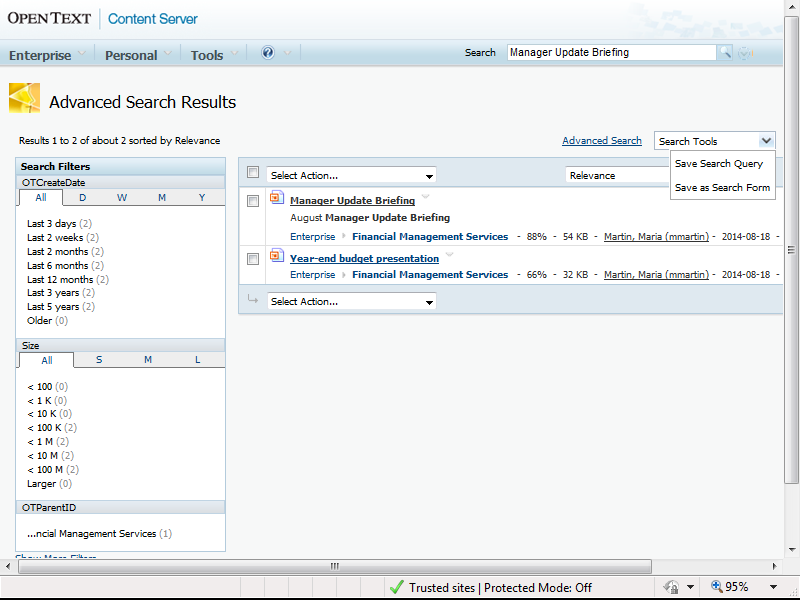 OPENTEXT Content Server
Enterprise Personal Tools Search Manager Update Briefing
Advanced Search Results
Results 1 to 2 of about 2 sorted by Relevance
Advanced Search Search Tools
Save Search Query
Save as Search Form
Search Filters
OTCreateDate
All D W M Y
Last 3 days (2)
Last 2 weeks (2)
Last 2 months (2)
Last 6 months (2)
Last 12 months (2)
Last 3 years (2)
Last 5 years (2)
Older (0)
Size
All S M L
< 100 (0)
< 1 K (0)
< 10 K (0)
< 100 K (2)
< 1 M (2)
< 10 M (2)
< 100 M (2)
Larger (0)
OTParentID
...ncial Management Services (1)
Show More Filters
Select Action... Relevance
Manager Update Briefing
August Manager Update Briefing
Enterprise Financial Management Services - 88% - 54 KB - Martin, Maria (mmartin) - 2014-08-18 -
Year-end budget presentation
Enterprise Financial Management Services - 66% - 32 KB - Martin, Maria (mmartin) - 2014-08-18 -
Select Action...
Trusted sites | Protected Mode: Off 95%